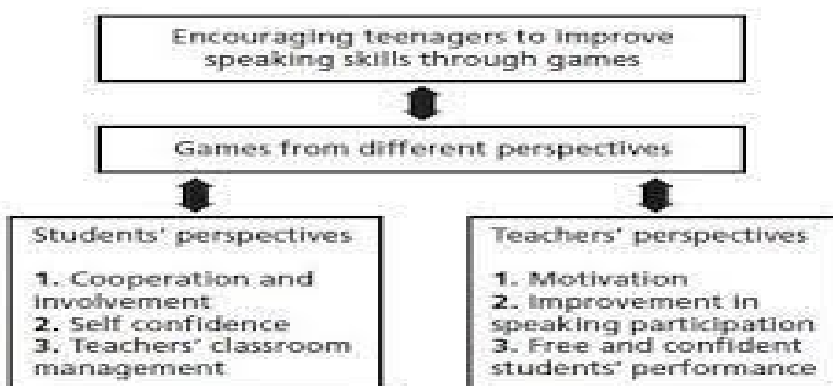 Encouraging teenagers to improve
speaking skills through games
Games from different perspectives
Students' perspectives
1. Cooperation and
involvement
2. Self confidence
3. Teachers' classroom
management
Teachers' perspectives
1. Motivation
2. Improvement in
speaking participation
3. Free and confident
students' performance